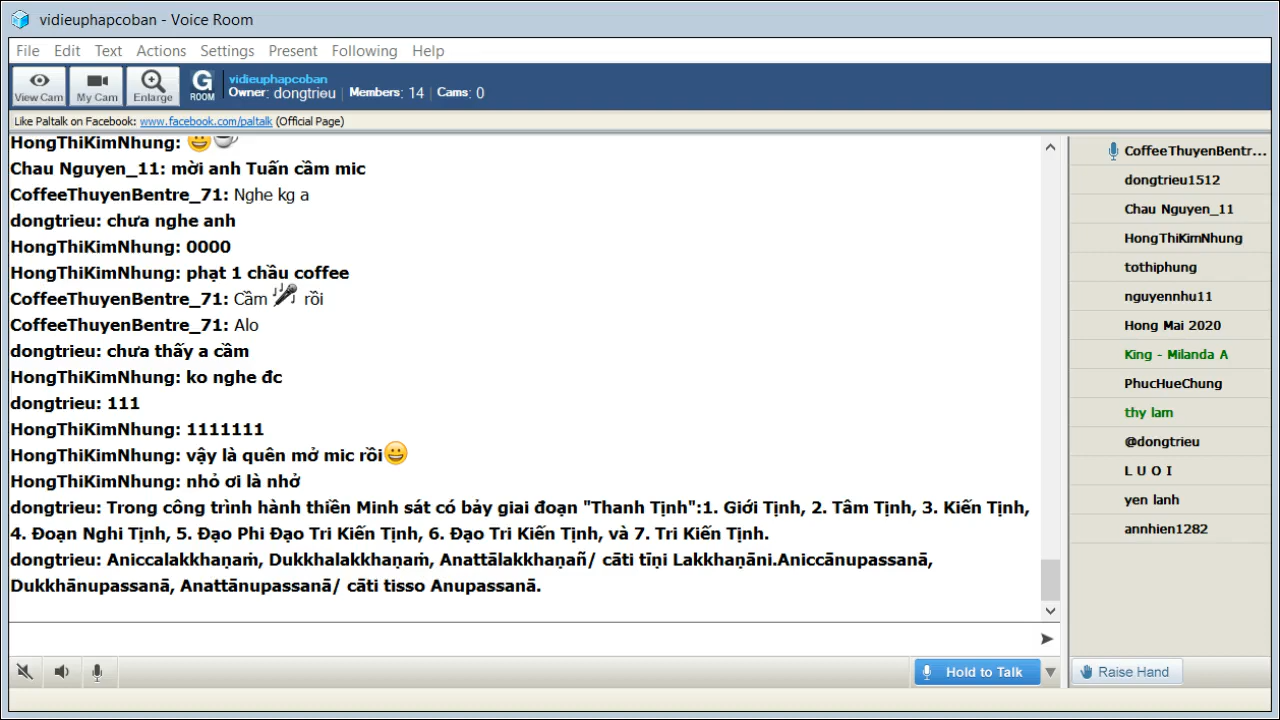 vidieuphapcoban - Voice Room
File Edit Text Actions Settings Present Following Help
View Cam My Cam Enlarge G ROOM
vidieuphapcoban
Owner: dongtrieu | Members: 14 | Cams: 0
Like Paltalk on Facebook: www.facebook.com/paltalk (Official Page)
HongThiKimNhung:
Chau Nguyen_11: mời anh Tuấn cầm mic
CoffeeThuyenBentre_71: Nghe kg a
dongtrieu: chưa nghe anh
HongThiKimNhung: 0000
HongThiKimNhung: phạt 1 chầu coffee
CoffeeThuyenBentre_71: Cầm rồi
CoffeeThuyenBentre_71: Alo
dongtrieu: chưa thấy a cầm
HongThiKimNhung: ko nghe đc
dongtrieu: 111
HongThiKimNhung: 1111111
HongThiKimNhung: vậy là quên mở mic rồi
HongThiKimNhung: nhỏ ơi là nhở
dongtrieu: Trong công trình hành thiền Minh sát có bảy giai đoạn "Thanh Tịnh":1. Giới Tịnh, 2. Tâm Tịnh, 3. Kiến Tịnh,
4. Đoạn Nghi Tịnh, 5. Đạo Phi Đạo Tri Kiến Tịnh, 6. Đạo Tri Kiến Tịnh, và 7. Tri Kiến Tịnh.
dongtrieu: Aniccalakkhaṇaṁ, Dukkhalakkhaṇaṁ, Anattālakkhaṇañ/ cāti tīṇi Lakkhaṇāni.Aniccānupassanā,
Dukkhānupassanā, Anattānupassanā/ cāti tisso Anupassanā.
Hold to Talk
CoffeeThuyenBentr...
dongtrieu1512
Chau Nguyen_11
HongThiKimNhung
tothiphung
nguyennhu11
Hong Mai 2020
King - Milanda A
PhucHueChung
thy lam
@dongtrieu
L U O I
yen lanh
annhien1282
Raise Hand